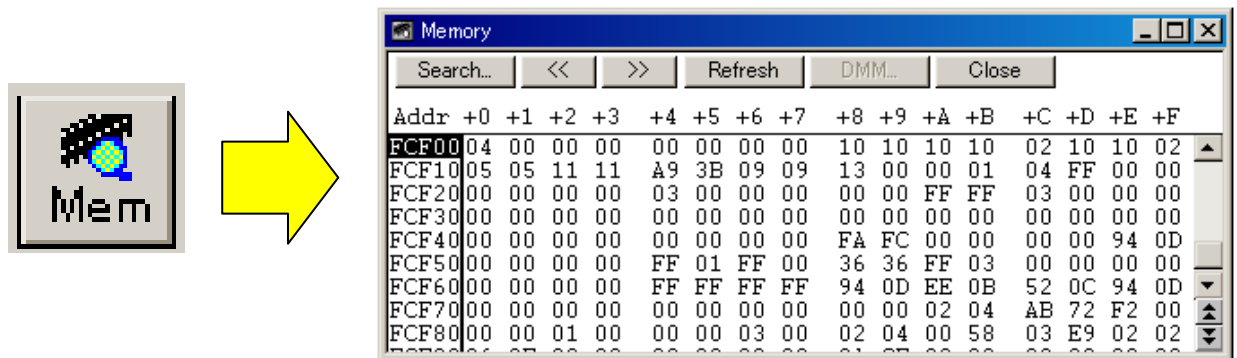 Mem
Memory
Search... << >> Refresh DMM... Close
Addr +0 +1 +2 +3 +4 +5 +6 +7 +8 +9 +A +B +C +D +E +F
FCF00 04 00 00 00 00 00 00 00 10 10 10 10 02 10 10 02
FCF10 05 05 11 11 A9 3B 09 09 13 00 00 01 04 FF 00 00
FCF20 00 00 00 00 03 00 00 00 00 00 FF FF 03 00 00 00
FCF30 00 00 00 00 00 00 00 00 00 00 00 00 00 00 00 00
FCF40 00 00 00 00 00 00 00 00 FA FC 00 00 00 00 94 0D
FCF50 00 00 00 00 FF 01 FF 00 36 36 FF 03 00 00 00 00
FCF60 00 00 00 00 FF FF FF FF 94 0D EE 0B 52 0C 94 0D
FCF70 00 00 00 00 00 00 00 00 00 00 02 04 AB 72 F2 00
FCF80 00 00 01 00 00 00 03 00 02 04 00 58 03 E9 02 02